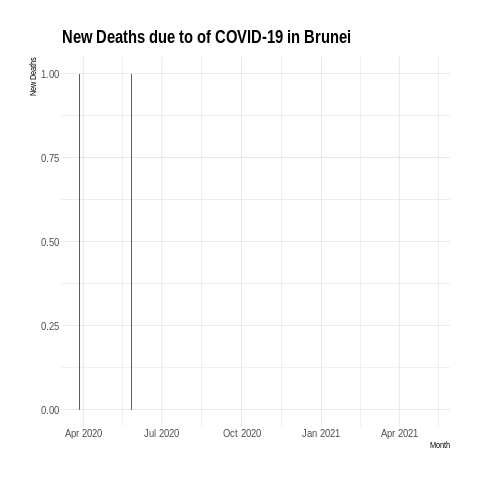 New Deaths due to of COVID-19 in Brunei
New Deaths
1.00
0.75
0.50
0.25
0.00
Apr 2020 Jul 2020 Oct 2020 Jan 2021 Apr 2021
Month